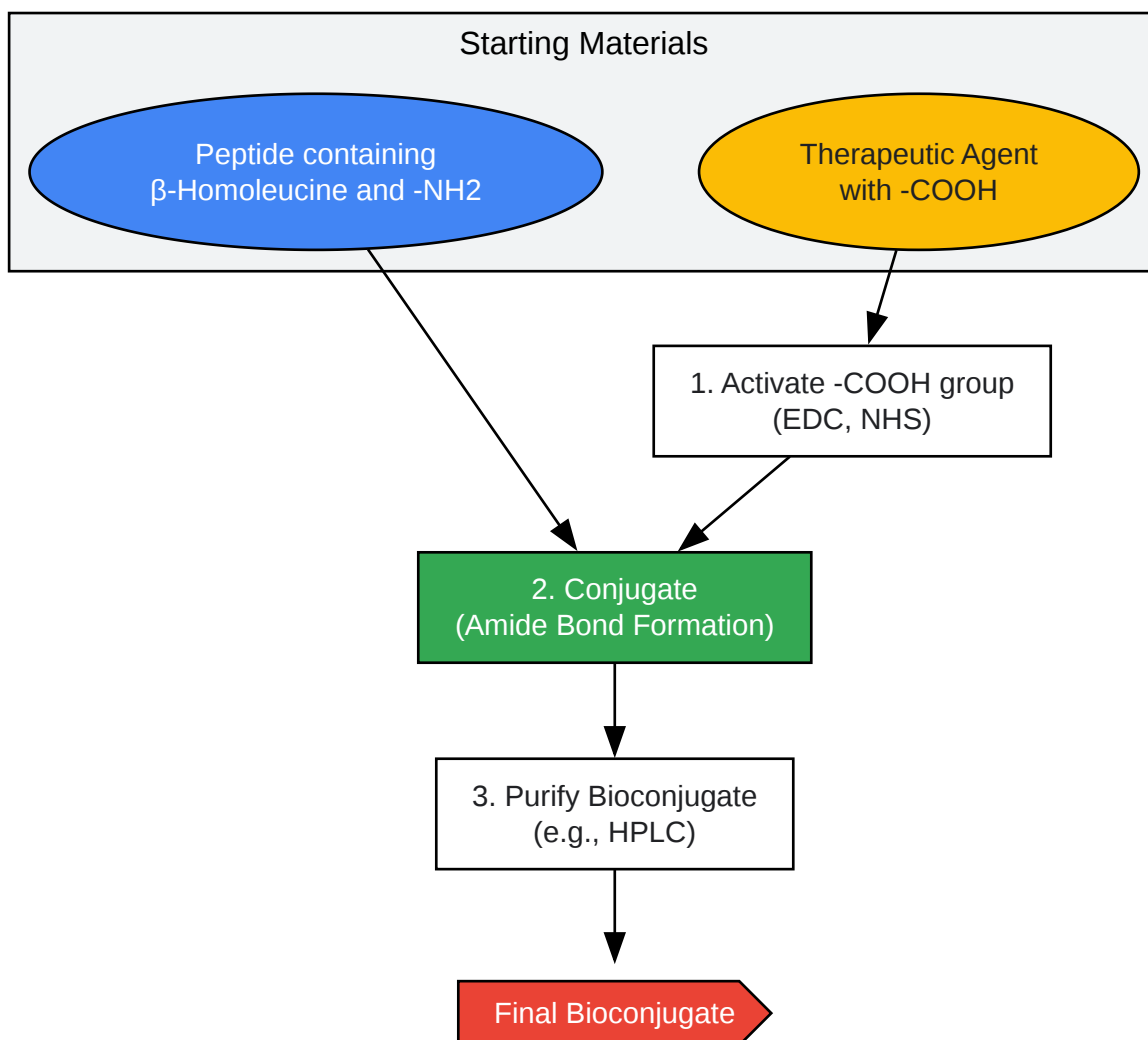 Starting Materials
Peptide containing
β-Homoleucine and -NH2
Therapeutic Agent
with -COOH
1. Activate -COOH group
(EDC, NHS)
2. Conjugate
(Amide Bond Formation)
3. Purify Bioconjugate
(e.g., HPLC)
Final Bioconjugate